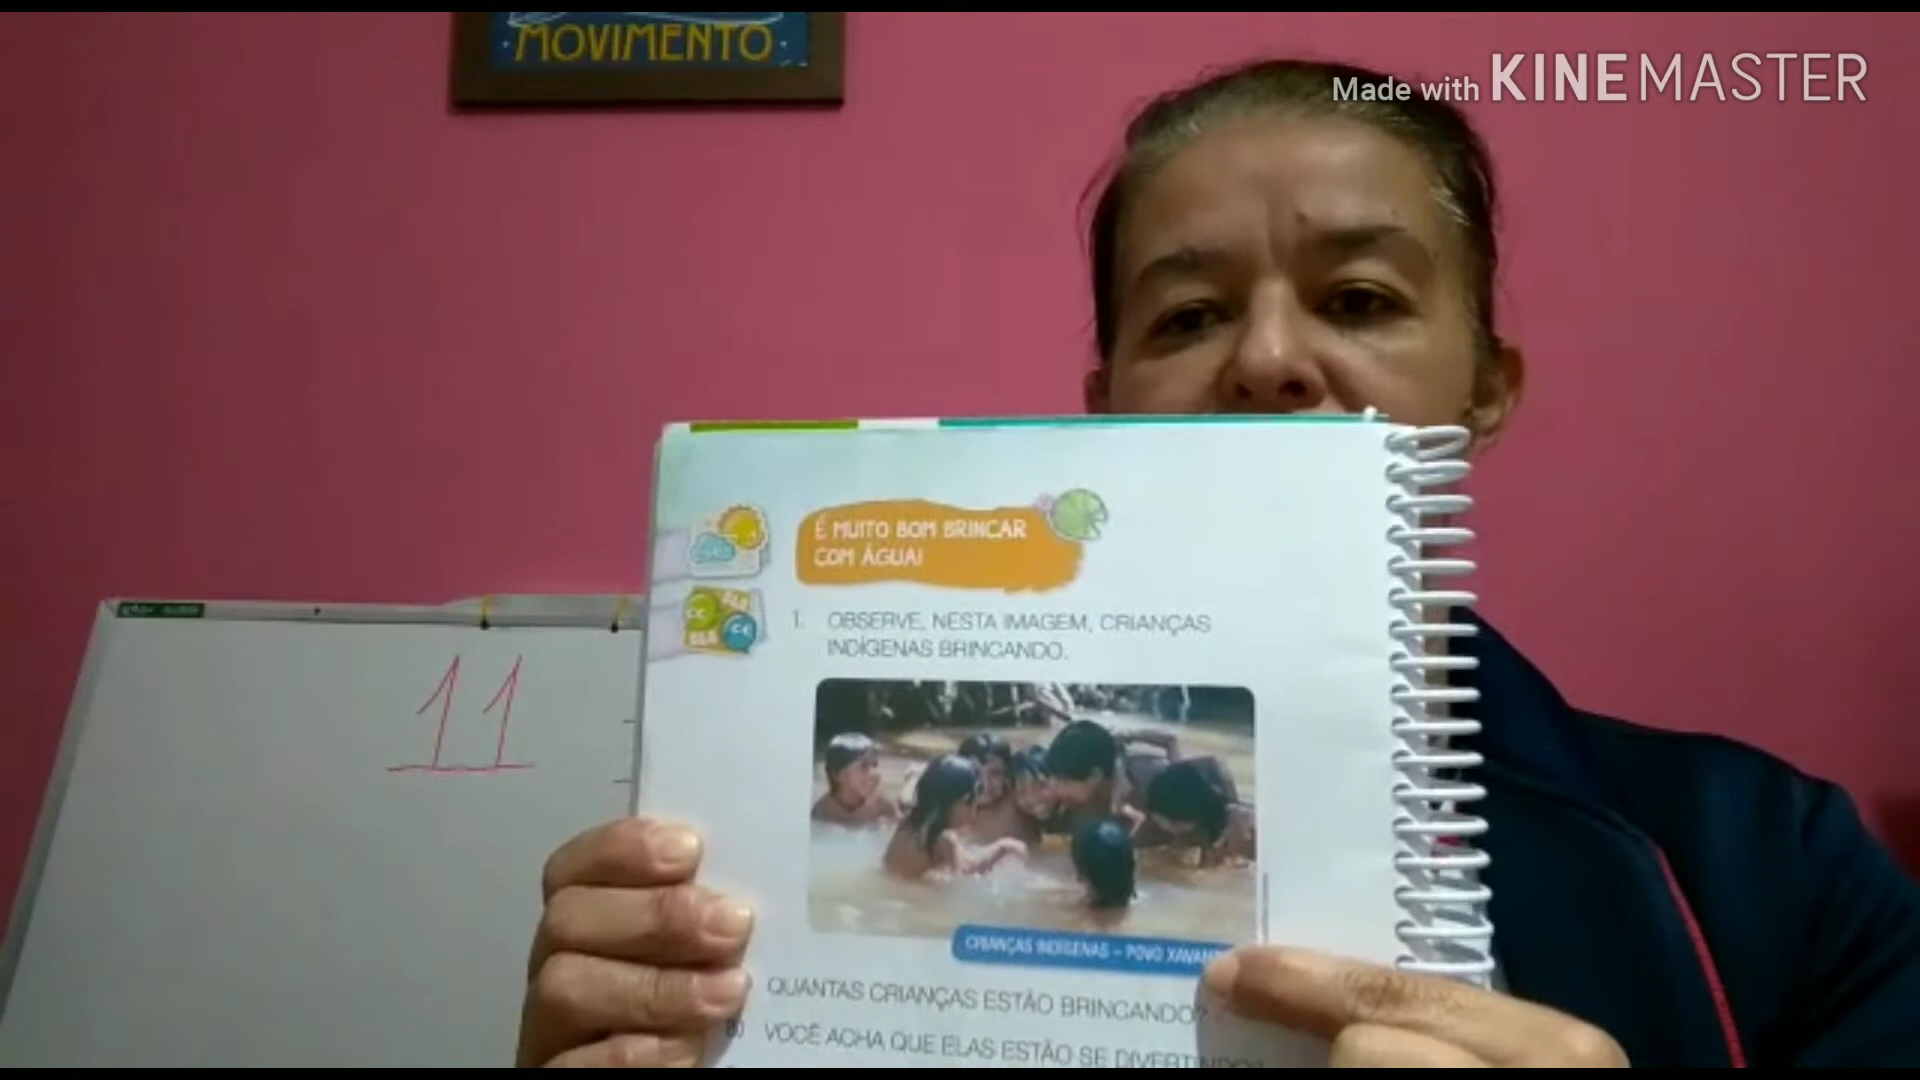 MOVIMENTO
Made with KINEMASTER
É MUITO BOM BRINCAR
COM ÁGUA!
1. OBSERVE, NESTA IMAGEM, CRIANÇAS
INDÍGENAS BRINCANDO.
11
CRIANÇAS INDÍGENAS – POVO
QUANTAS CRIANÇAS ESTÃO BRINCANDO?
B) VOCÊ ACHA QUE ELAS ESTÃO SE DIVERTINDO?